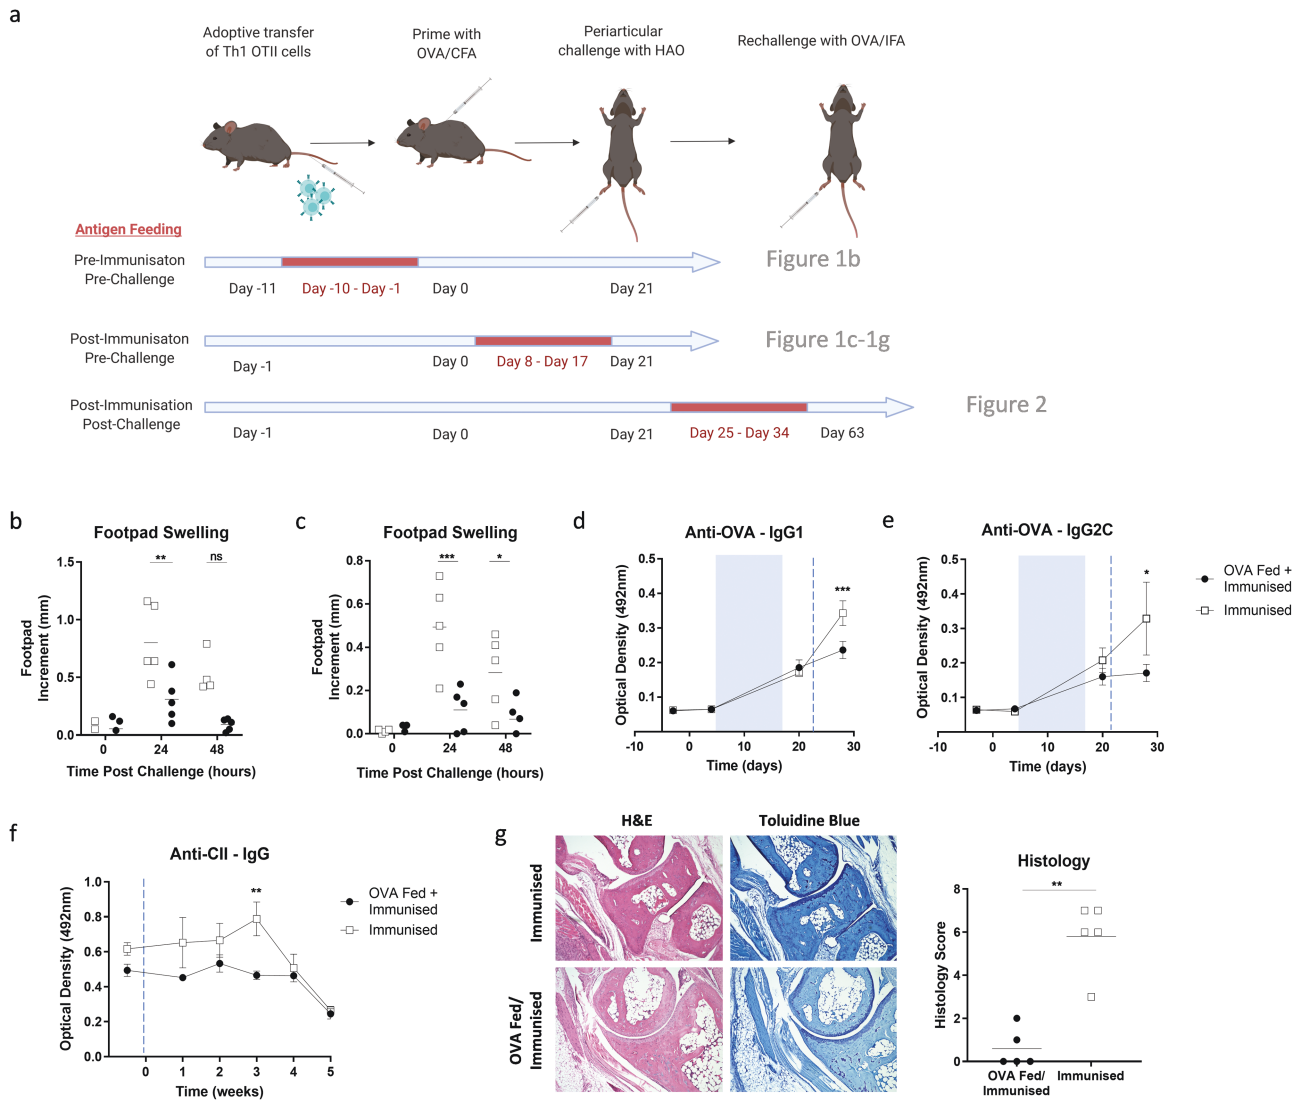 a
Adoptive transfer
of Th1 OTII cells
Prime with
OVA/CFA
Periarticular
challenge with HAO
Rechallenge with OVA/IFA
Antigen Feeding
Pre-Immunisaton
Pre-Challenge
Figure 1b
Day -11
Day -10 - Day -1
Day 0
Day 21
Post-Immunisaton
Pre-Challenge
Figure 1c-1g
Day -1
Day 0
Day 8 - Day 17
Day 21
Post-Immunisation
Post-Challenge
Figure 2
Day -1
Day 0
Day 21
Day 25 - Day 34
Day 63
b
Footpad Swelling
Footpad
Increment (mm)
1.5
1.0
0.5
0.0
**
ns
0
24
48
Time Post Challenge (hours)
c
Footpad Swelling
Footpad
Increment (mm)
0.8
0.6
0.4
0.2
0.0
***
*
0
24
48
Time Post Challenge (hours)
d
Anti-OVA - IgG1
Optical Density (492nm)
0.5
0.4
0.3
0.2
0.1
***
-10
0
10
20
30
Time (days)
e
Anti-OVA - IgG2C
Optical Density (492nm)
0.5
0.4
0.3
0.2
0.1
*
-10
0
10
20
30
Time (days)
OVA Fed +
Immunised
Immunised
f
Anti-CII - IgG
Optical Density (492nm)
1.0
0.8
0.6
0.4
0.2
0.0
**
0
1
2
3
4
5
Time (weeks)
OVA Fed +
Immunised
Immunised
g
H&E
Toluidine Blue
Immunised
OVA Fed/
Immunised
Histology
Histology Score
8
6
4
2
0
**
OVA Fed/
Immunised
Immunised